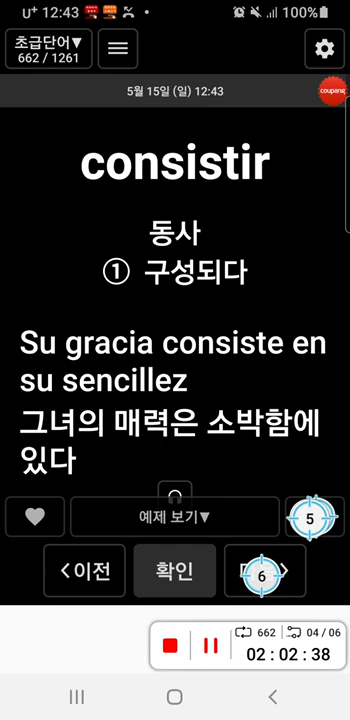 U+ 12:43
100%
초급단어▼
662 / 1261
5월 15일 (일) 12:43
coupang
consistir
동사
① 구성되다
Su gracia consiste en
su sencillez
그녀의 매력은 소박함에
있다
예제 보기▼
5
<이전
확인
6
>
662
04 / 06
02 : 02 : 38